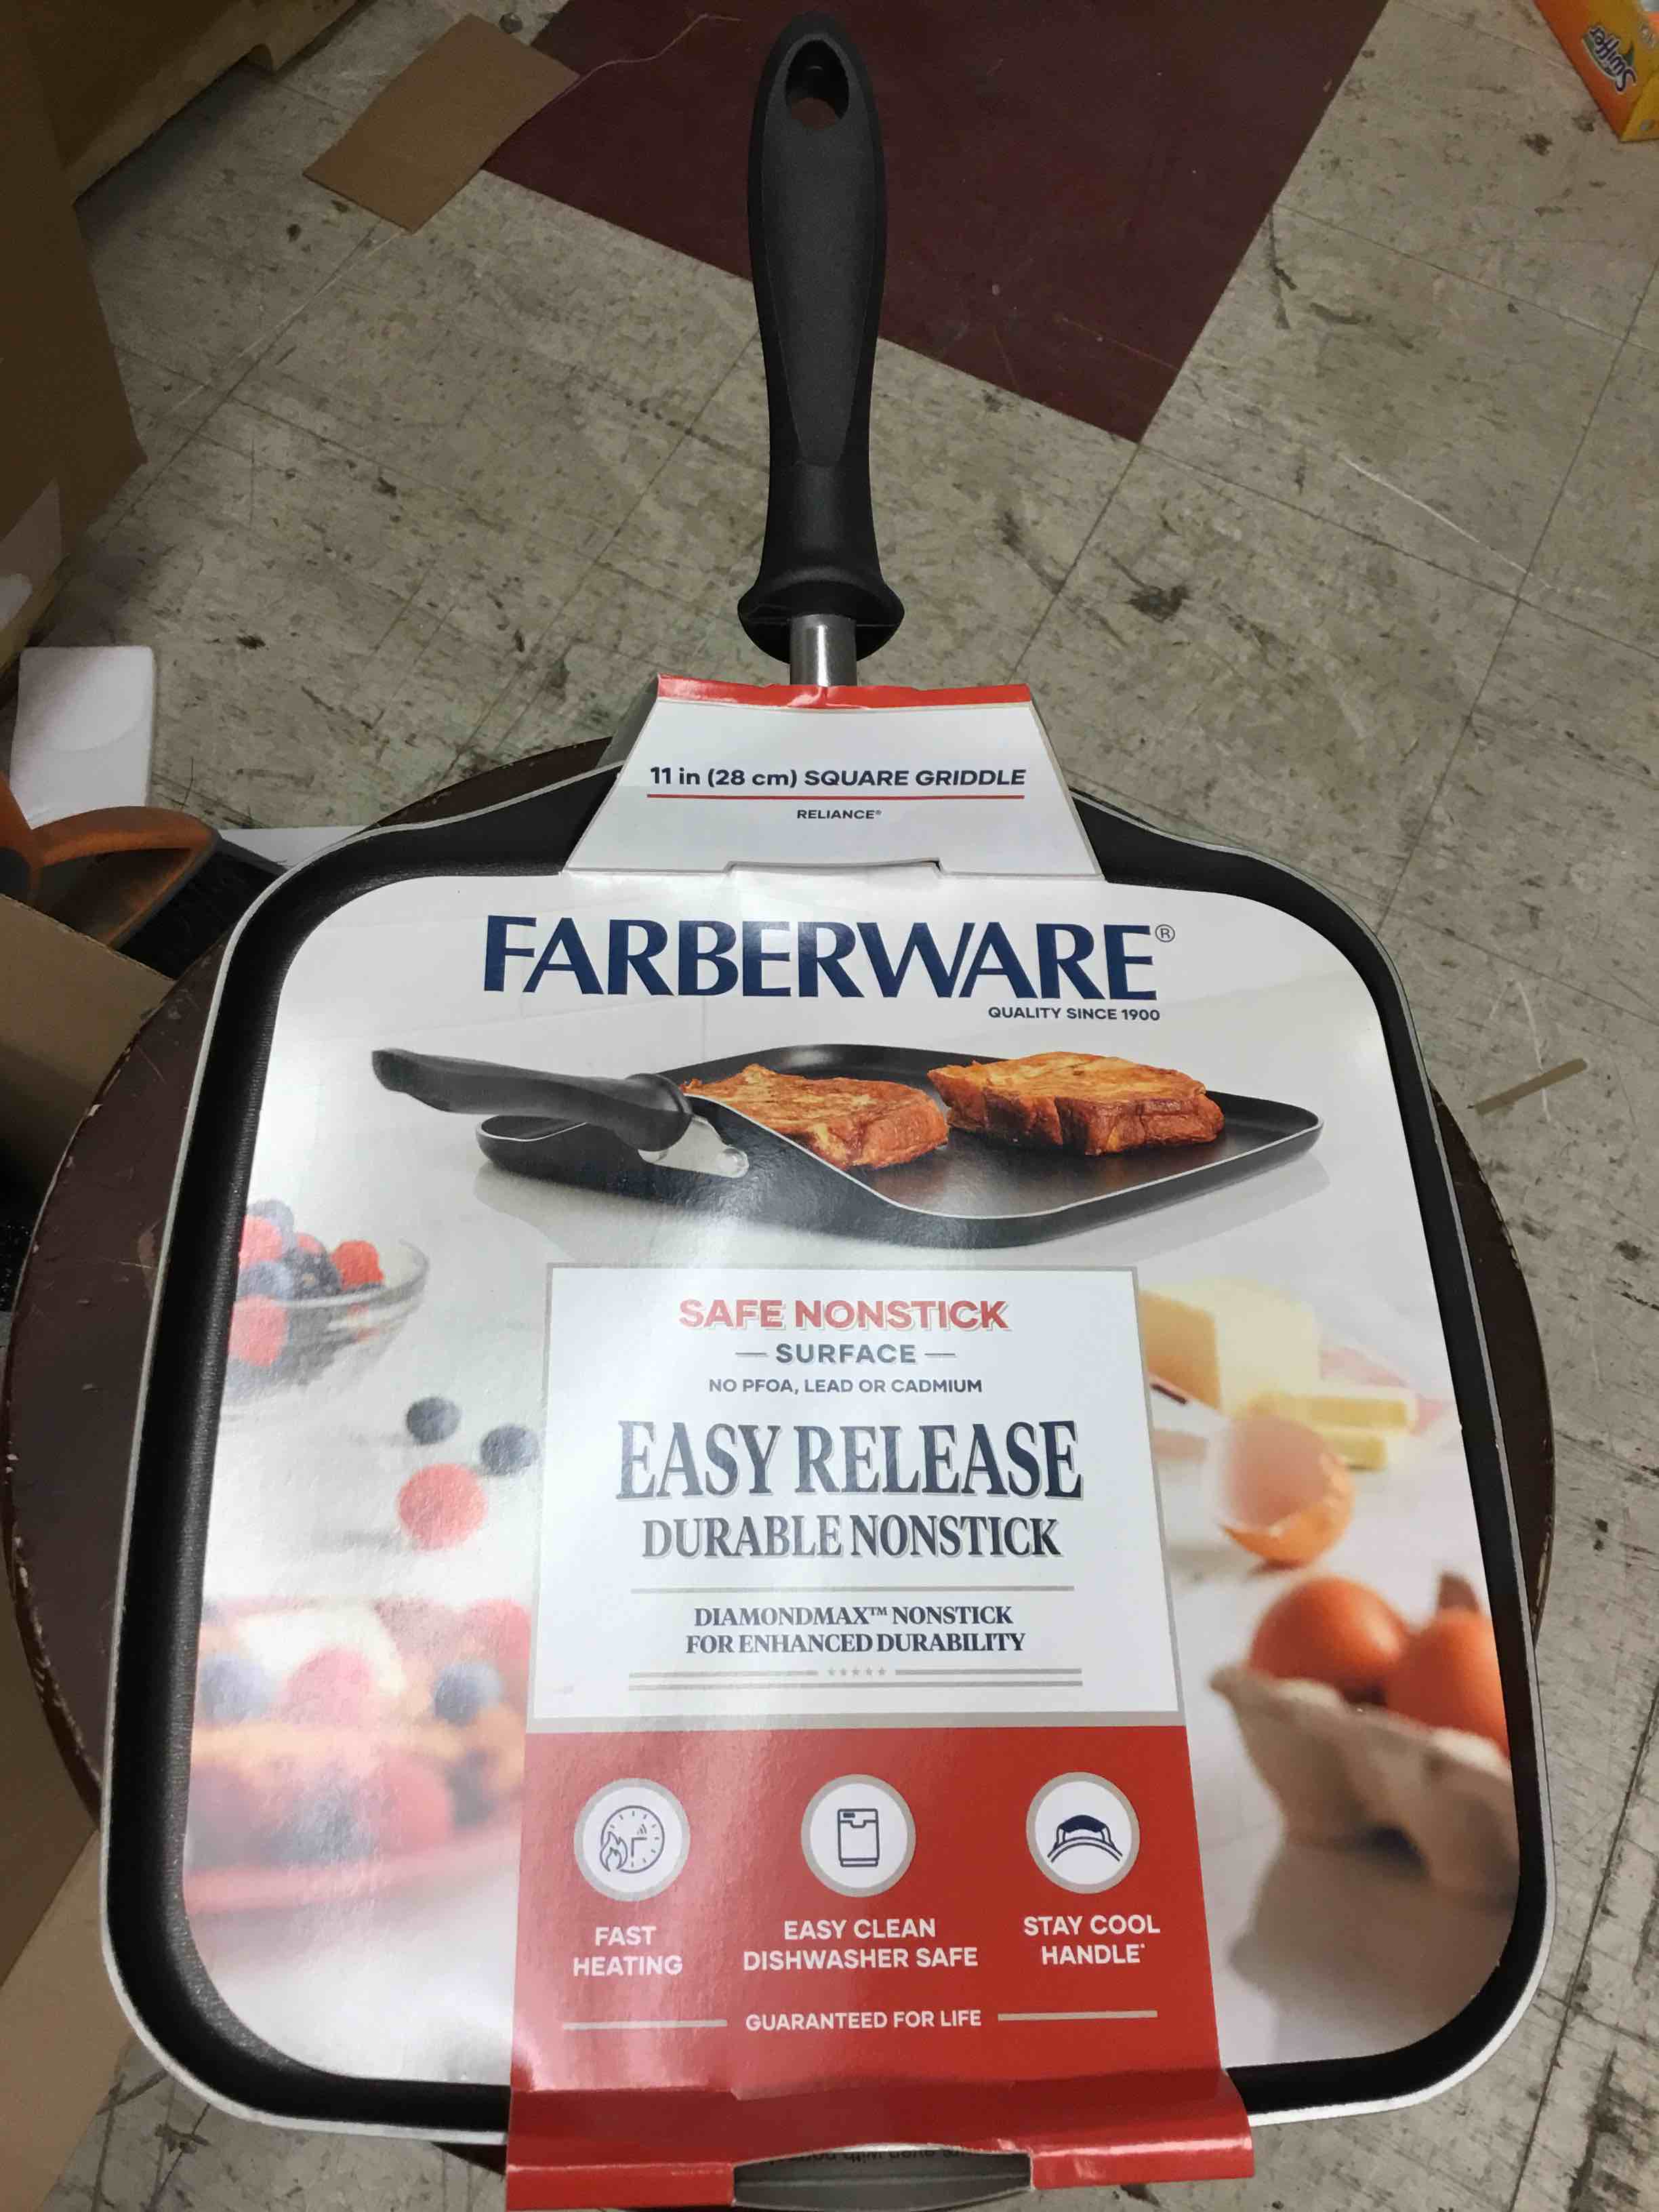 Swiffer
11 in (28 cm) SQUARE GRIDDLE
RELIANCE®
FARBERWARE®
QUALITY SINCE 1900
SAFE NONSTICK
SURFACE
NO PFOA, LEAD OR CADMIUM
EASY RELEASE
DURABLE NONSTICK
DIAMONDMAX™ NONSTICK
FOR ENHANCED DURABILITY
FAST
HEATING
EASY CLEAN
DISHWASHER SAFE
STAY COOL
HANDLE*
GUARANTEED FOR LIFE